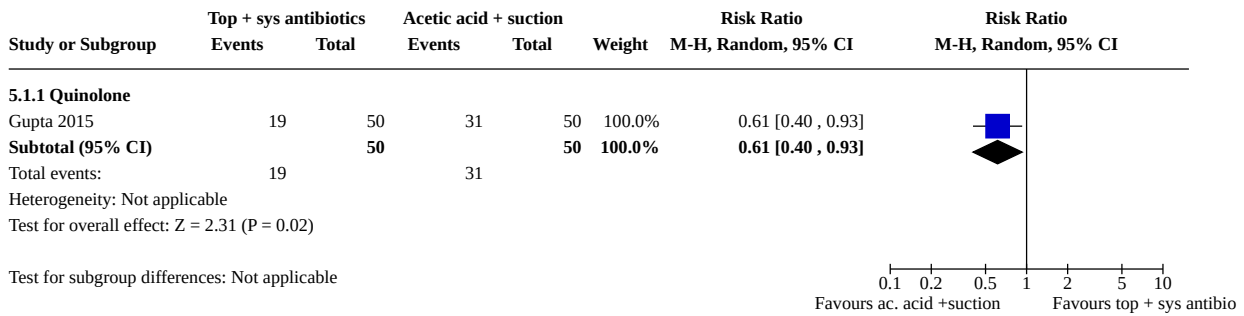 Top + sys antibiotics Acetic acid + suction Risk Ratio Risk Ratio
Study or Subgroup Events Total Events Total Weight M-H, Random, 95% CI M-H, Random, 95% CI
5.1.1 Quinolone
Gupta 2015 19 50 31 50 100.0% 0.61 [0.40 , 0.93]
Subtotal (95% CI) 50 50 100.0% 0.61 [0.40 , 0.93]
Total events: 19 31
Heterogeneity: Not applicable
Test for overall effect: Z = 2.31 (P = 0.02)
Test for subgroup differences: Not applicable
0.1 0.2 0.5 1 2 5 10
Favours ac. acid +suction Favours top + sys antibio